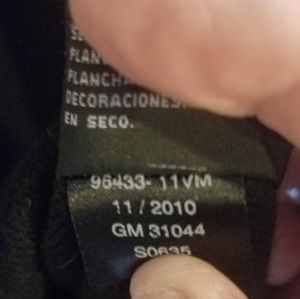 PLANCHA
DECORACIONES.
EN SECO.
96433- 11VM
11 / 2010
GM 31044
S0635